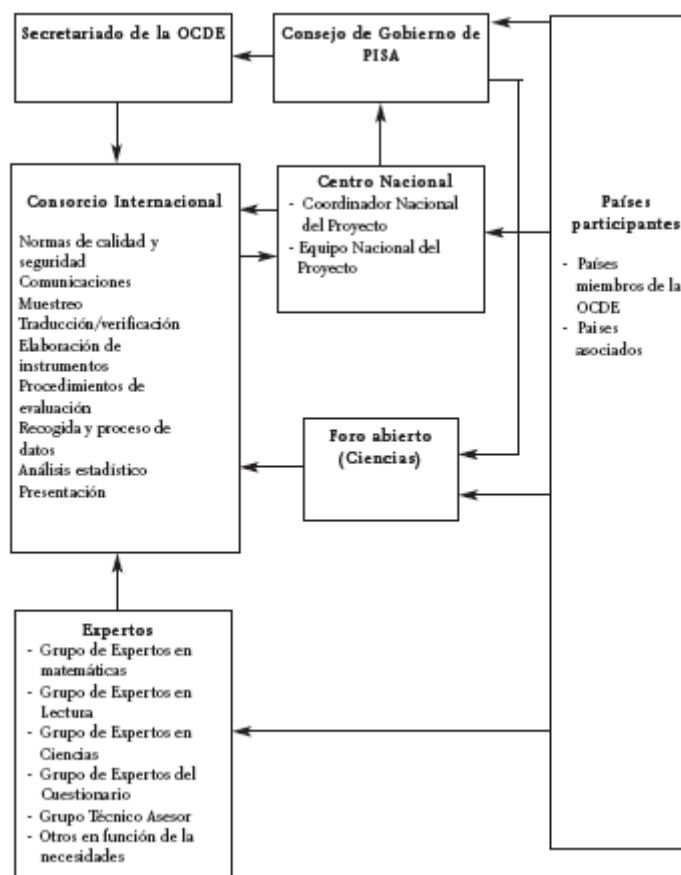 Secretariado de la OCDE
Consejo de Gobierno de
PISA
Consorcio Internacional
Normas de calidad y
seguridad
Comunicaciones
Muestreo
Traducción/verificación
Elaboración de
instrumentos
Procedimientos de
evaluación
Recogida y proceso de
datos
Análisis estadístico
Presentación
Centro Nacional
- Coordinador Nacional
del Proyecto
- Equipo Nacional del
Proyecto
Países
participantes
- Países
miembros de la
OCDE
- Paises
asociados
Foro abierto
(Ciencias)
Expertos
- Grupo de Expertos en
matemáticas
- Grupo de Expertos en
Lectura
- Grupo de Expertos en
Ciencias
- Grupo de Expertos del
Cuestionario
- Grupo Técnico Asesor
- Otros en función de la
necesidades